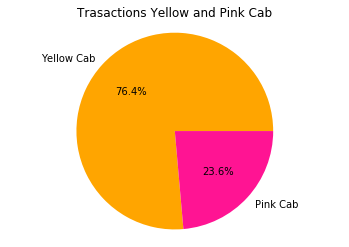 Trasactions Yellow and Pink Cab
Yellow Cab
76.4%
23.6%
Pink Cab